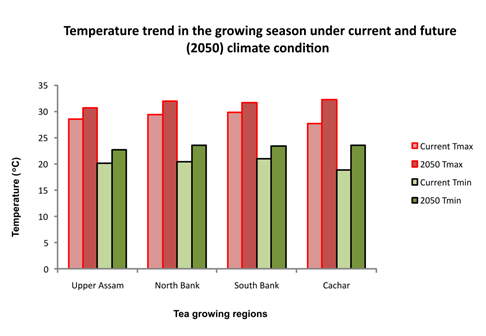 Temperature trend in the growing season under current and future
(2050) climate condition
35
30
25
20
15
10
5
0
Temperature (°C)
Upper Assam
North Bank
South Bank
Cachar
Tea growing regions
Current Tmax
2050 Tmax
Current Tmin
2050 Tmin